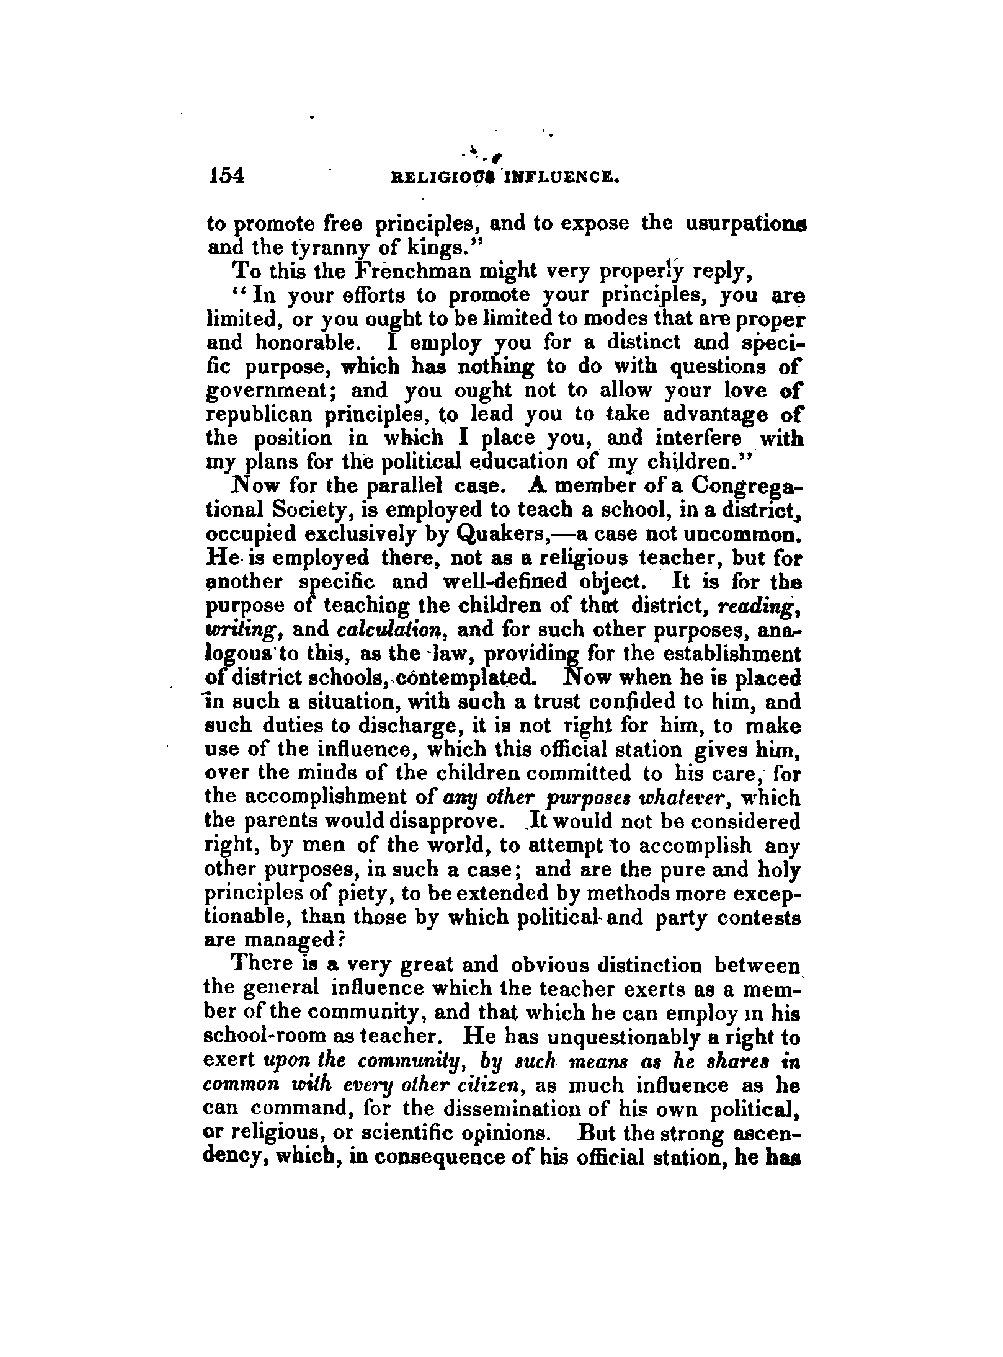 154 RELIGIOUS INFLUENCE.
to promote free principles, and to expose the usurpations
and the tyranny of kings."
To this the Frenchman might very properly reply,
"In your efforts to promote your principles, you are
limited, or you ought to be limited to modes that are proper
and honorable. I employ you for a distinct and speci-
fic purpose, which has nothing to do with questions of
government; and you ought not to allow your love of
republican principles, to lead you to take advantage of
the position in which I place you, and interfere with
my plans for the political education of my children."
Now for the parallel case. A member of a Congrega-
tional Society, is employed to teach a school, in a district,
occupied exclusively by Quakers,—a case not uncommon.
He is employed there, not as a religious teacher, but for
another specific and well-defined object. It is for the
purpose of teaching the children of that district, reading,
writing, and calculation, and for such other purposes, ana-
logous to this, as the law, providing for the establishment
of district schools, contemplated. Now when he is placed
in such a situation, with such a trust confided to him, and
such duties to discharge, it is not right for him, to make
use of the influence, which this official station gives him,
over the minds of the children committed to his care, for
the accomplishment of any other purposes whatever, which
the parents would disapprove. It would not be considered
right, by men of the world, to attempt to accomplish any
other purposes, in such a case; and are the pure and holy
principles of piety, to be extended by methods more excep-
tionable, than those by which political and party contests
are managed?
There is a very great and obvious distinction between
the general influence which the teacher exerts as a mem-
ber of the community, and that which he can employ in his
school-room as teacher. He has unquestionably a right to
exert upon the community, by such means as he shares in
common with every other citizen, as much influence as he
can command, for the dissemination of his own political,
or religious, or scientific opinions. But the strong ascen-
dency, which, in consequence of his official station, he has